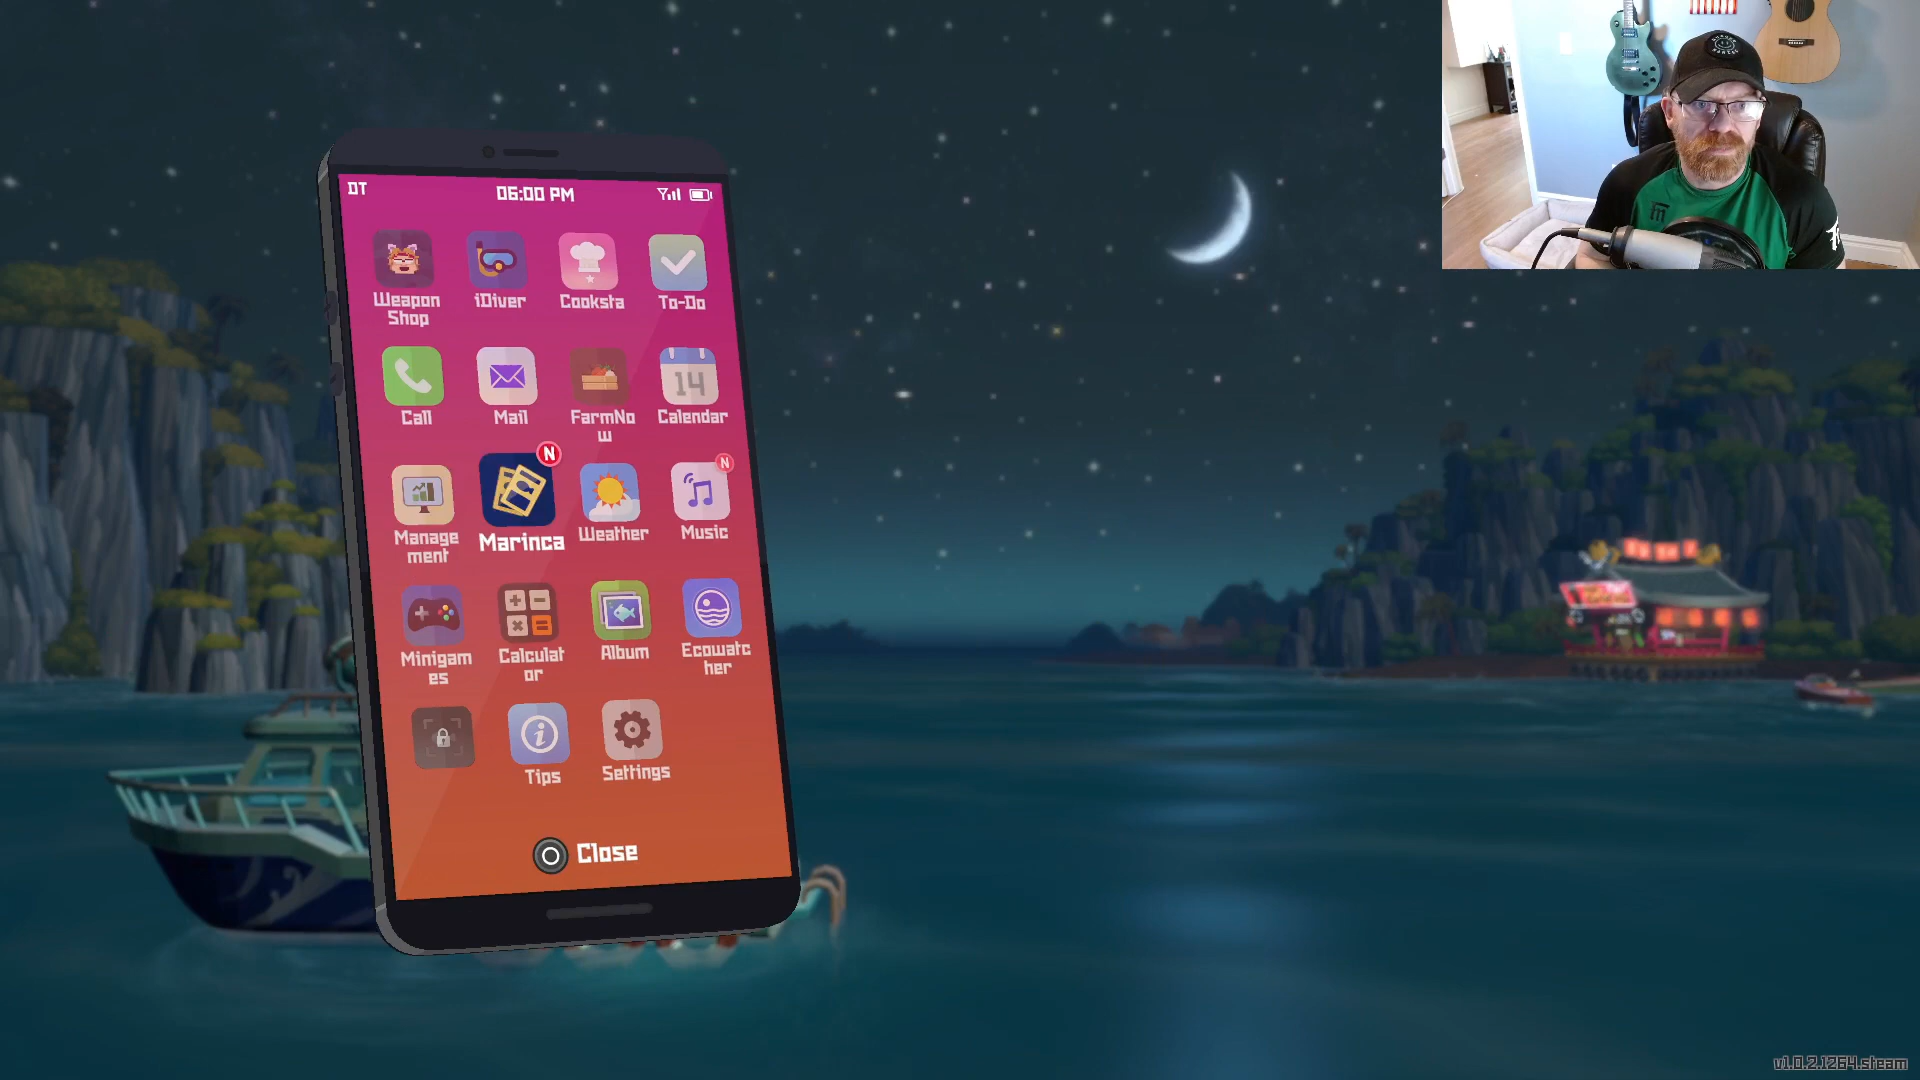 DT
06:00 PM
Weapon
Shop
iDiver
Cooksta
To-Do
Call
Mail
FarmNo
w
14
Calendar
N
Manage
ment
Marinca
Weather
N
Music
Minigam
es
Calculat
or
Album
Ecowatc
her
Tips
Settings
Close
v1.0.2.1264.steam